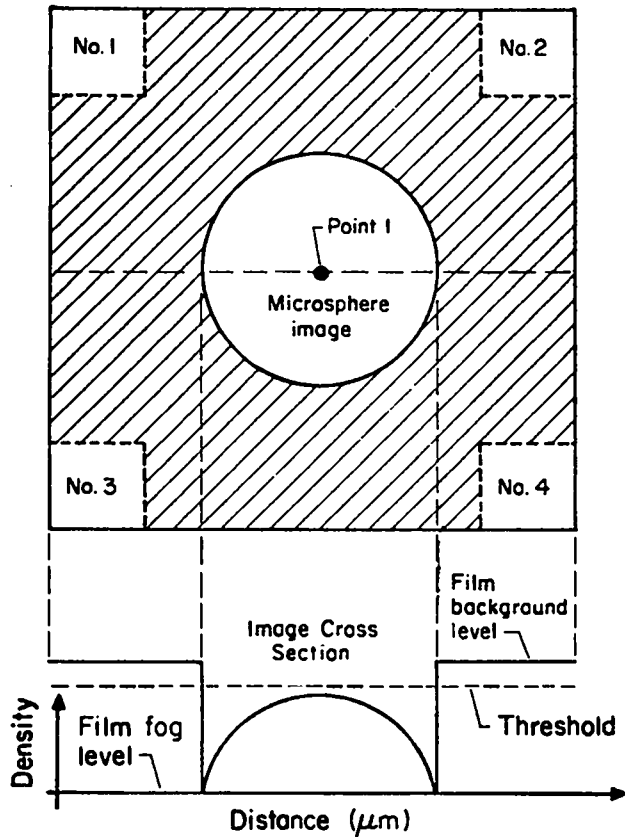 No. 1
No. 2
Point 1
Microsphere
image
No. 3
No. 4
Film
background
level
Image Cross
Section
Threshold
Film fog
level
Density
Distance (μm)